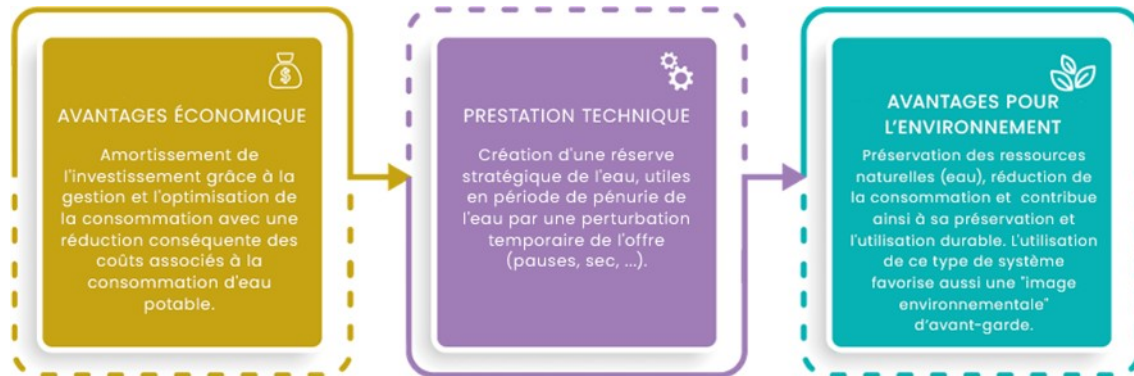 AVANTAGES ÉCONOMIQUE
Amortissement de
l'investissement grâce à la
gestion et l'optimisation de
la consommation avec une
réduction conséquente des
coûts associés à la
consommation d'eau
potable.
PRESTATION TECHNIQUE
Création d'une réserve
stratégique de l'eau, utiles
en période de pénurie de
l'eau par une perturbation
temporaire de l'offre
(pauses, sec, ...).
AVANTAGES POUR
L'ENVIRONNEMENT
Préservation des ressources
naturelles (eau), réduction de
la consommation et contribue
ainsi à sa préservation et
l'utilisation durable. L'utilisation
de ce type de système
favorise aussi une "image
environnementale"
d'avant-garde.